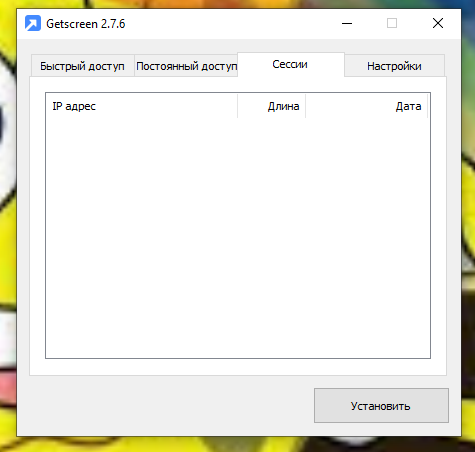 Getscreen 2.7.6
Быстрый доступ Постоянный доступ Сессии Настройки
IP адрес Длина Дата
Установить